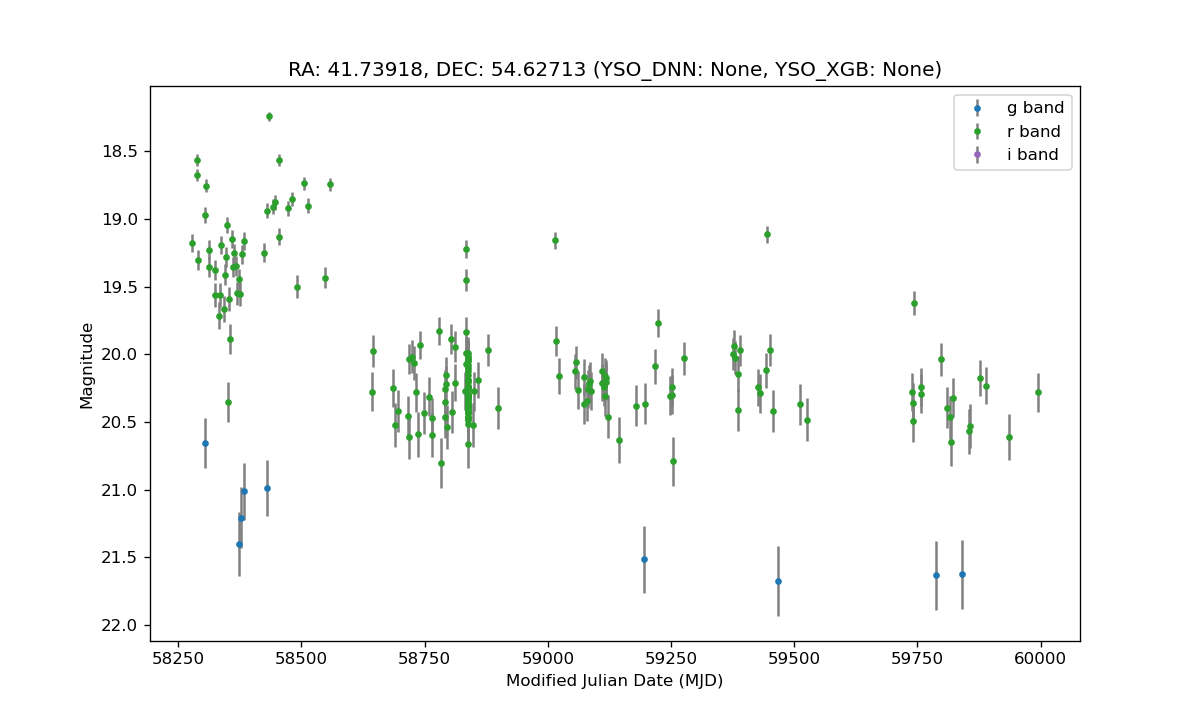 RA: 41.73918, DEC: 54.62713 (YSO_DNN: None, YSO_XGB: None)
g band
r band
i band
18.5
19.0
19.5
20.0
20.5
21.0
21.5
22.0
Magnitude
58250 58500 58750 59000 59250 59500 59750 60000
Modified Julian Date (MJD)